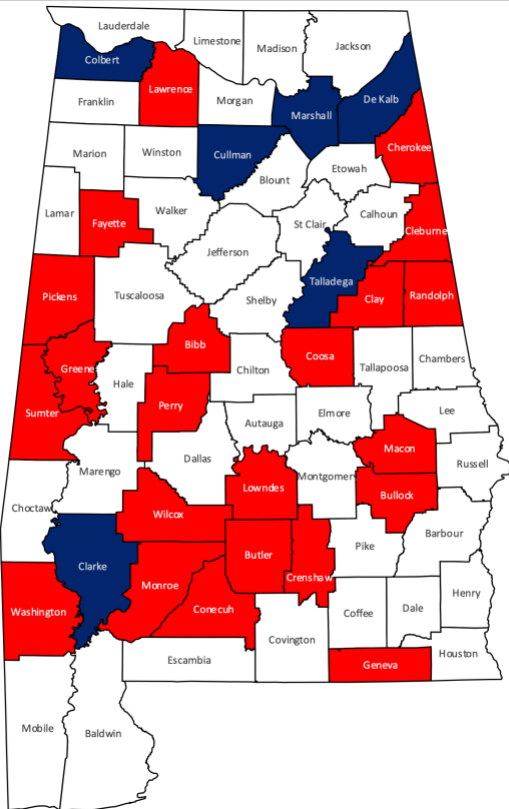 Lauderdale
Limestone
Madison
Jackson
Colbert
Lawrence
Franklin
Morgan
Marshall
De Kalb
Marion
Winston
Cullman
Cherokee
Etowah
Blount
Lamar
Fayette
Walker
St Clair
Calhoun
Cleburne
Jefferson
Talladega
Pickens
Tuscaloosa
Shelby
Clay
Randolph
Bibb
Greene
Hale
Chilton
Coosa
Tallapoosa
Chambers
Perry
Sumter
Autauga
Elmore
Lee
Macon
Dallas
Marengo
Montgomer
Russell
Lowndes
Bullock
Choctaw
Wilcox
Barbour
Pike
Butler
Clarke
Crenshaw
Monroe
Conecuh
Washington
Coffee
Dale
Henry
Covington
Escambia
Geneva
Houston
Mobile
Baldwin